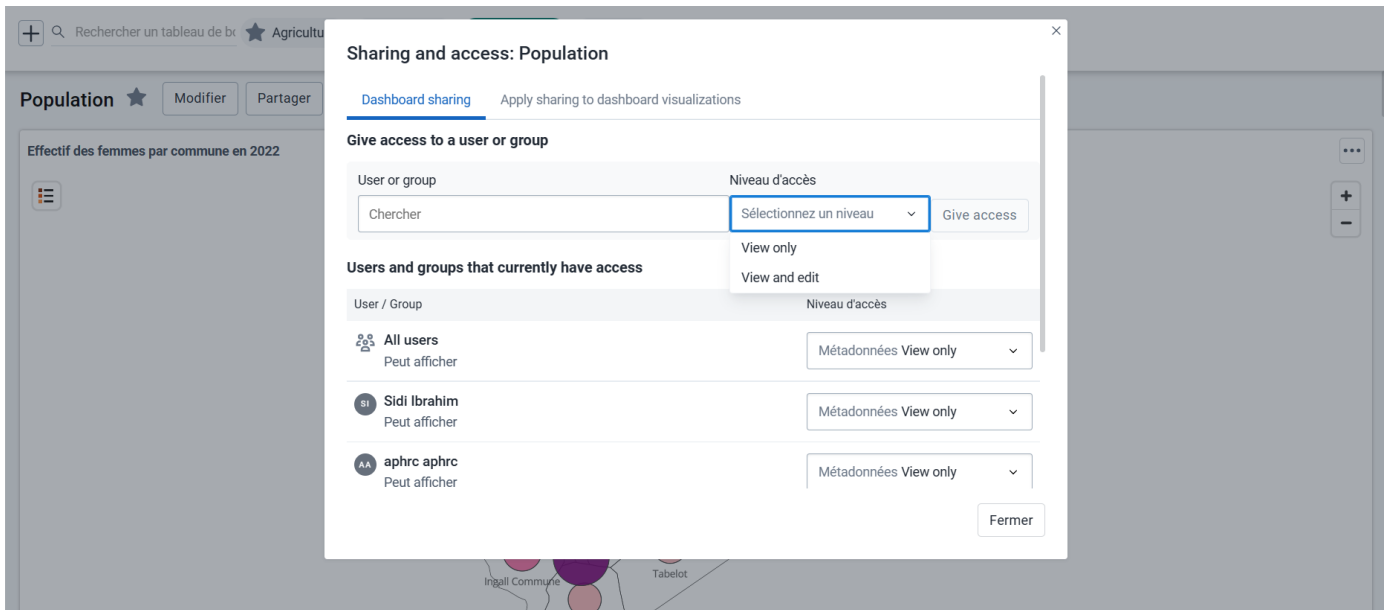 Rechercher un tableau de bo
Agricultu
Population
Modifier
Partager
Effectif des femmes par commune en 2022
Sharing and access: Population
Dashboard sharing
Apply sharing to dashboard visualizations
Give access to a user or group
User or group
Niveau d'accès
Chercher
Sélectionnez un niveau
Give access
View only
View and edit
Users and groups that currently have access
User / Group
Niveau d'accès
All users
Peut afficher
Métadonnées View only
SI
Sidi Ibrahim
Peut afficher
Métadonnées View only
AA
aphrc aphrc
Peut afficher
Métadonnées View only
Fermer
Ingall Commune
Tabelot